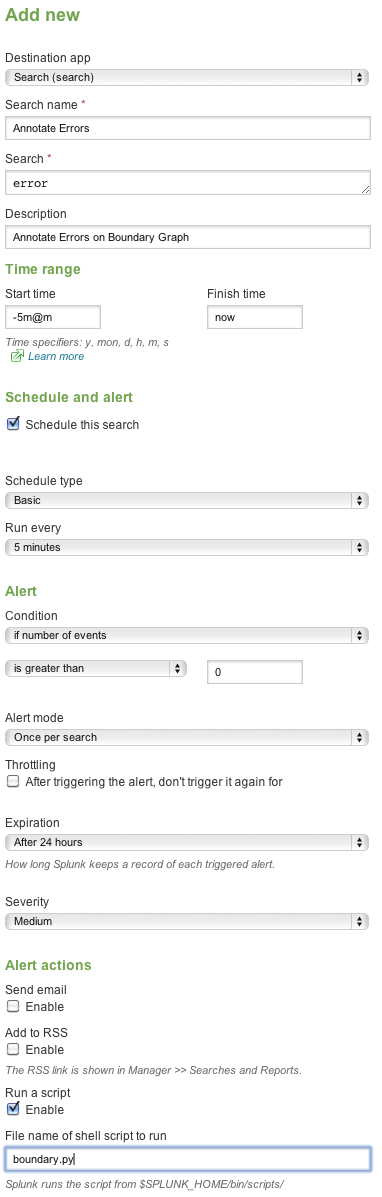 Add new
Destination app
Search (search)
Search name *
Annotate Errors
Search *
error
Description
Annotate Errors on Boundary Graph
Time range
Start time Finish time
-5m@m now
Time specifiers: y, mon, d, h, m, s
Learn more
Schedule and alert
Schedule this search
Schedule type
Basic
Run every
5 minutes
Alert
Condition
if number of events
is greater than 0
Alert mode
Once per search
Throttling
After triggering the alert, don't trigger it again for
Expiration
After 24 hours
How long Splunk keeps a record of each triggered alert.
Severity
Medium
Alert actions
Send email
Enable
Add to RSS
Enable
The RSS link is shown in Manager >> Searches and Reports.
Run a script
Enable
File name of shell script to run
boundary.py
Splunk runs the script from $SPLUNK_HOME/bin/scripts/